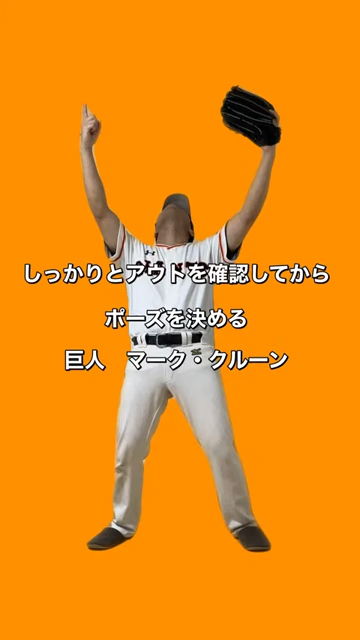 しっかりとアウトを確認してから
ポーズを決める
巨人　マーク・クルーン